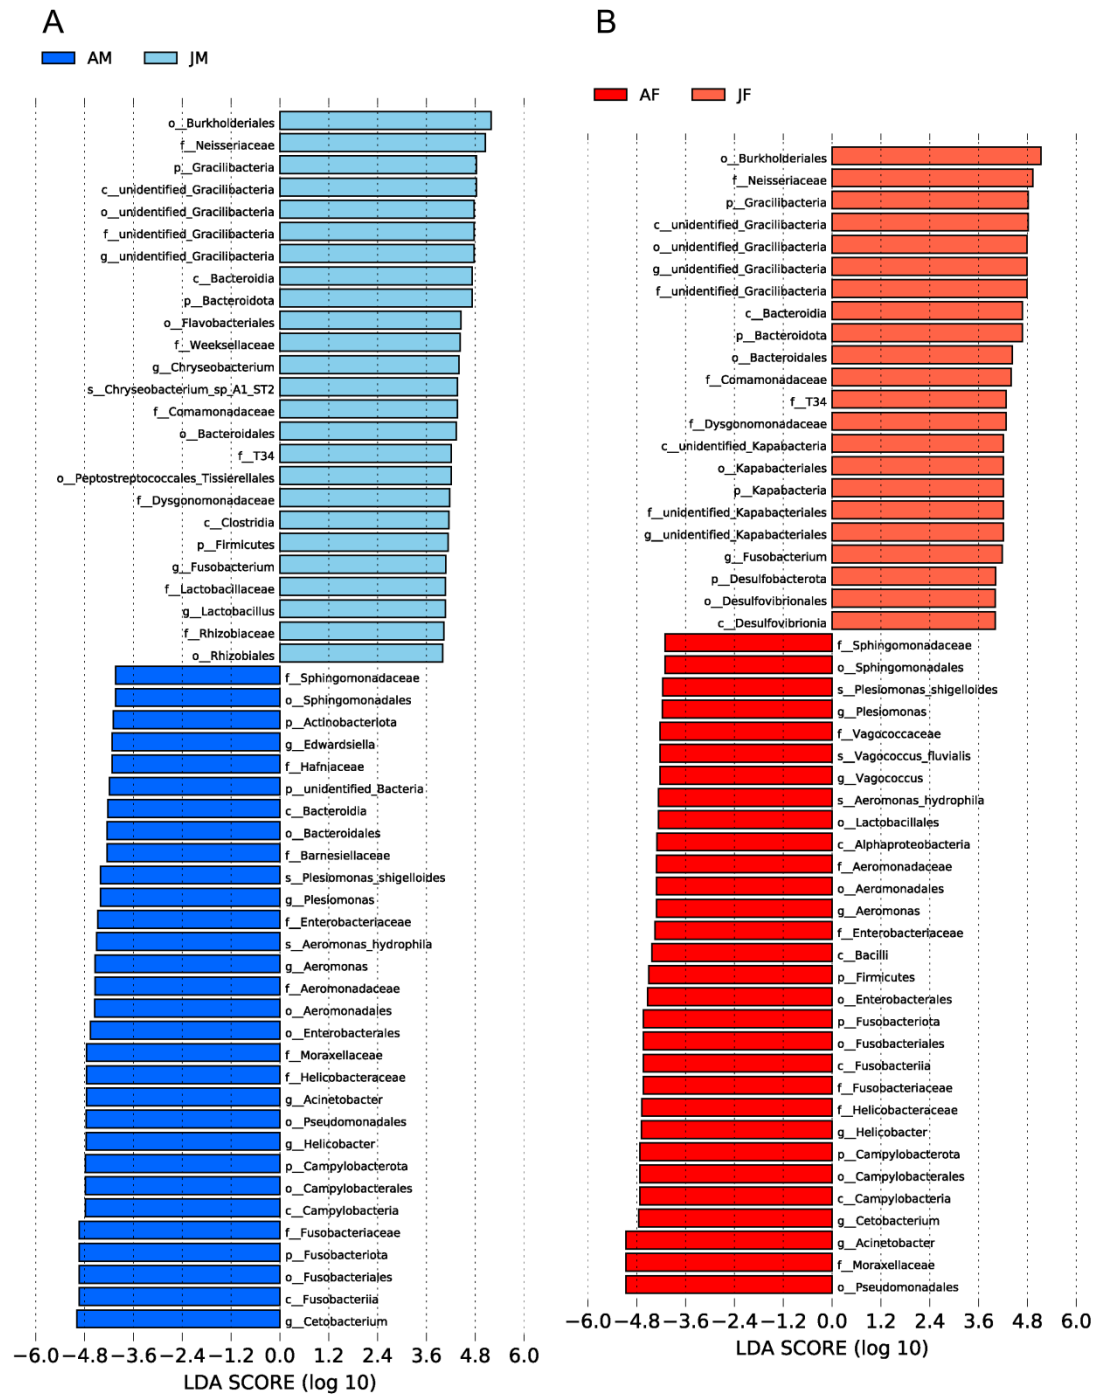 A
AM JM
o__Burkholderiales
f__Neisseriaceae
p__Gracilibacteria
c__unidentified_Gracilibacteria
o__unidentified_Gracilibacteria
f__unidentified_Gracilibacteria
g__unidentified_Gracilibacteria
c__Bacteroidia
p__Bacteroidota
o__Flavobacteriales
f__Weeksellaceae
g__Chryseobacterium
s__Chryseobacterium_sp_A1_ST2
f__Comamonadaceae
o__Bacteroidales
f__T34
o__Peptostreptococcales_Tissierellales
f__Dysgonomonadaceae
c__Clostridia
p__Firmicutes
g__Fusobacterium
f__Lactobacillaceae
g__Lactobacillus
f__Rhizobiaceae
o__Rhizobiales
f__Sphingomonadaceae
o__Sphingomonadales
p__Actinobacteriota
g__Edwardsiella
f__Hafniaceae
p__unidentified_Bacteria
c__Bacteroidia
o__Bacteroidales
f__Barnesiellaceae
s__Plesiomonas_shigelloides
g__Plesiomonas
f__Enterobacteriaceae
s__Aeromonas_hydrophila
g__Aeromonas
f__Aeromonadaceae
o__Aeromonadales
o__Enterobacterales
f__Moraxellaceae
f__Helicobacteraceae
g__Acinetobacter
o__Pseudomonadales
g__Helicobacter
p__Campylobacterota
o__Campylobacterales
c__Campylobacteria
f__Fusobacteriaceae
p__Fusobacteriota
o__Fusobacteriales
c__Fusobacteriia
g__Cetobacterium
−6.0 −4.8 −3.6 −2.4 −1.2 0.0 1.2 2.4 3.6 4.8 6.0
LDA SCORE (log 10)
B
AF JF
o__Burkholderiales
f__Neisseriaceae
p__Gracilibacteria
c__unidentified_Gracilibacteria
o__unidentified_Gracilibacteria
g__unidentified_Gracilibacteria
f__unidentified_Gracilibacteria
c__Bacteroidia
p__Bacteroidota
o__Bacteroidales
f__Comamonadaceae
f__T34
f__Dysgonomonadaceae
c__unidentified_Kapabacteria
o__Kapabacteriales
p__Kapabacteria
f__unidentified_Kapabacteriales
g__unidentified_Kapabacteriales
g__Fusobacterium
p__Desulfobacterota
o__Desulfovibrionales
c__Desulfovibrionia
f__Sphingomonadaceae
o__Sphingomonadales
s__Plesiomonas_shigelloides
g__Plesiomonas
f__Vagococcaceae
s__Vagococcus_fluvialis
g__Vagococcus
s__Aeromonas_hydrophila
o__Lactobacillales
c__Alphaproteobacteria
f__Aeromonadaceae
o__Aeromonadales
g__Aeromonas
f__Enterobacteriaceae
c__Bacilli
p__Firmicutes
o__Enterobacterales
p__Fusobacteriota
o__Fusobacteriales
c__Fusobacteriia
f__Fusobacteriaceae
f__Helicobacteraceae
g__Helicobacter
p__Campylobacterota
o__Campylobacterales
c__Campylobacteria
g__Cetobacterium
g__Acinetobacter
f__Moraxellaceae
o__Pseudomonadales
−6.0 −4.8 −3.6 −2.4 −1.2 0.0 1.2 2.4 3.6 4.8 6.0
LDA SCORE (log 10)